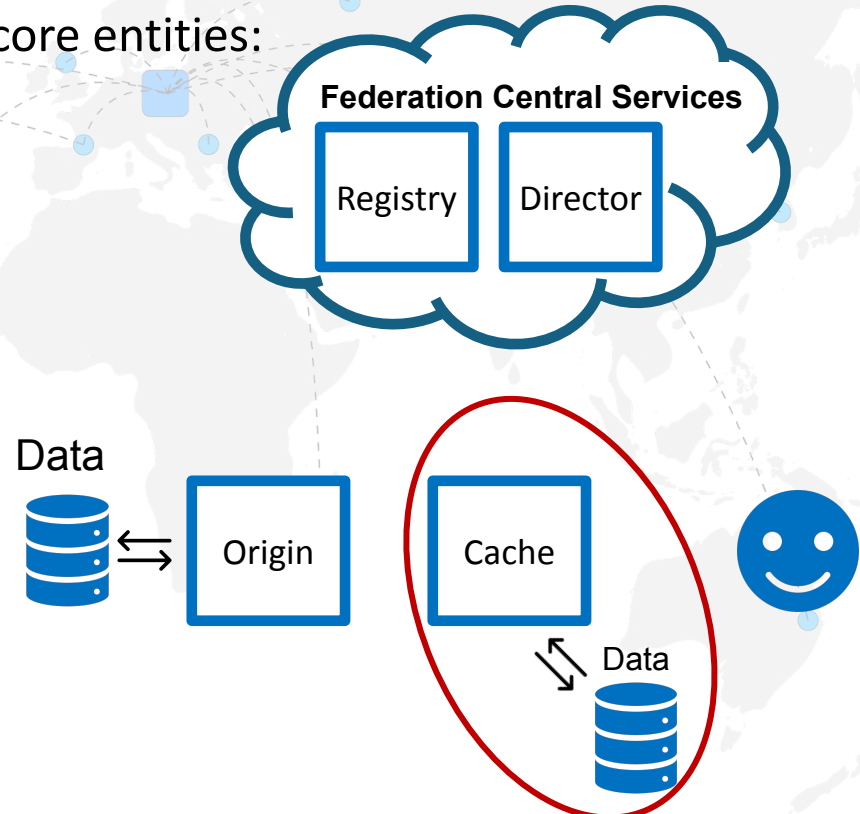 core entities:
Federation Central Services
Registry
Director
Data
Origin
Cache
Data